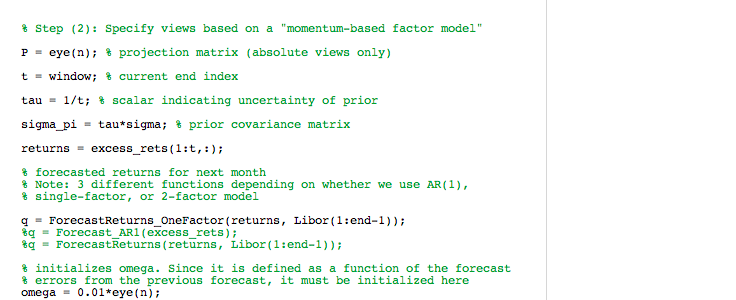 % Step (2): Specify views based on a "momentum-based factor model"
P = eye(n); % projection matrix (absolute views only)
t = window; % current end index
tau = 1/t; % scalar indicating uncertainty of prior
sigma_pi = tau*sigma; % prior covariance matrix
returns = excess_rets(1:t,:);
% forecasted returns for next month
% Note: 3 different functions depending on whether we use AR(1),
% single-factor, or 2-factor model
q = ForecastReturns_OneFactor(returns, Libor(1:end-1));
%q = Forecast_AR1(excess_rets);
%q = ForecastReturns(returns, Libor(1:end-1));
% initializes omega. Since it is defined as a function of the forecast
% errors from the previous forecast, it must be initialized here
omega = 0.01*eye(n);